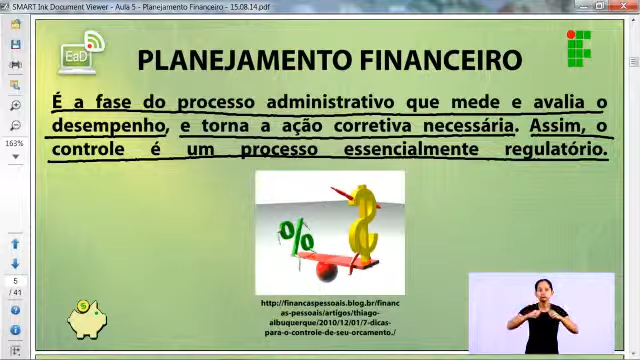 SMART Ink Document Viewer - Aula 5 - Planejamento Financeiro - 15.08.14.pdf
EaD
PLANEJAMENTO FINANCEIRO
É a fase do processo administrativo que mede e avalia o
desempenho, e torna a ação corretiva necessária. Assim, o
controle é um processo essencialmente regulatório.
163%
%
$
http://financaspessoais.blog.br/financ
as-pessoais/artigos/thiago-
albuquerque/2010/12/01/7-dicas-
para-o-controle-de-seu-orcamento./
5
/ 41